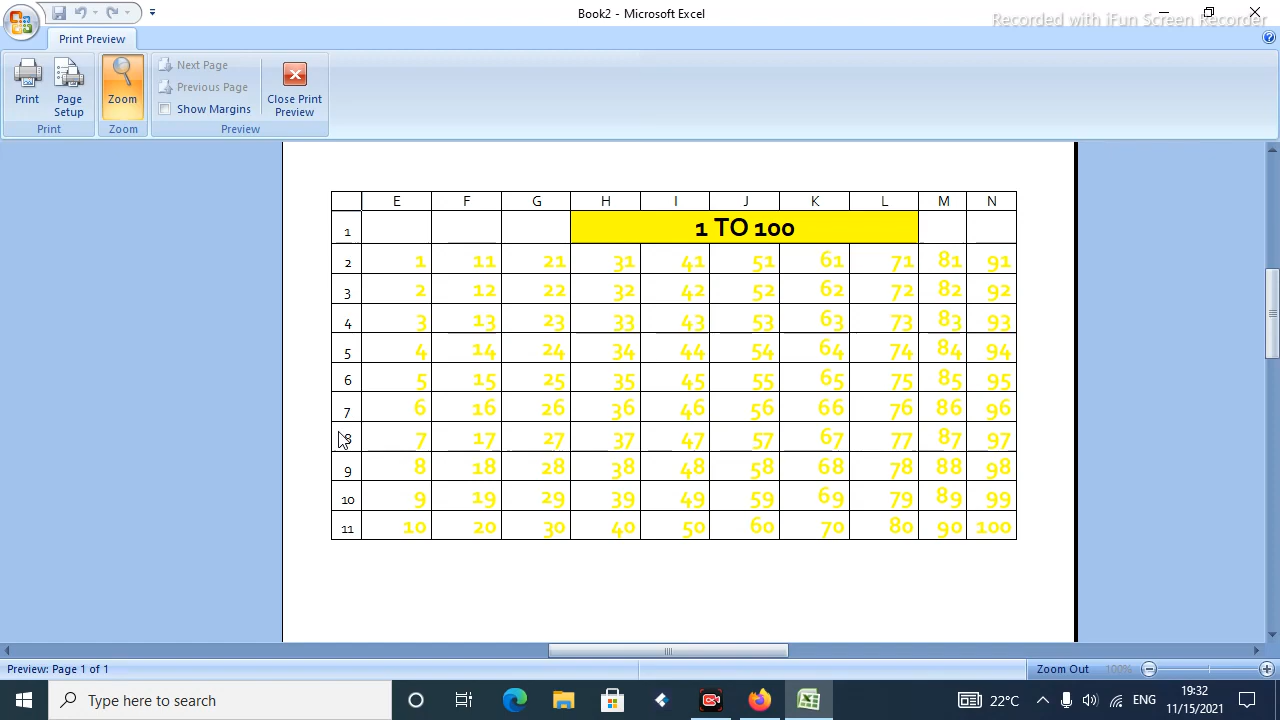 Book2 - Microsoft Excel
Recorded with iFun Screen Recorder
Print Preview
Print
Page Setup
Print
Zoom
Zoom
Next Page
Previous Page
Show Margins
Preview
Close Print Preview
E F G H I J K L M N
1 1 TO 100
2 1 11 21 31 41 51 61 71 81 91
3 2 12 22 32 42 52 62 72 82 92
4 3 13 23 33 43 53 63 73 83 93
5 4 14 24 34 44 54 64 74 84 94
6 5 15 25 35 45 55 65 75 85 95
7 6 16 26 36 46 56 66 76 86 96
8 7 17 27 37 47 57 67 77 87 97
9 8 18 28 38 48 58 68 78 88 98
10 9 19 29 39 49 59 69 79 89 99
11 10 20 30 40 50 60 70 80 90 100
Preview: Page 1 of 1
Zoom Out 100%
Type here to search
22°C
ENG
19:32
11/15/2021